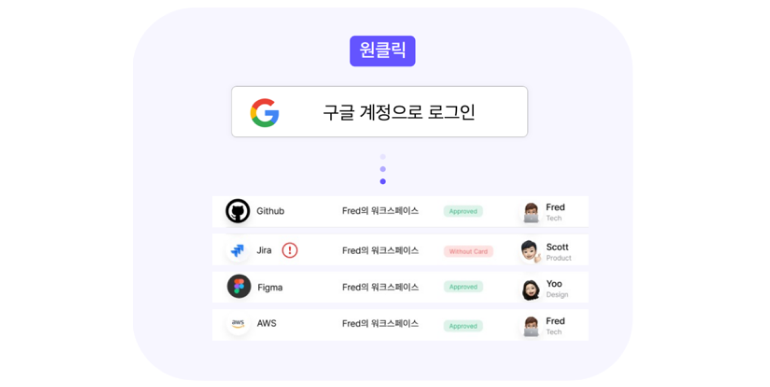 원클릭
구글 계정으로 로그인
Github Fred의 워크스페이스 Approved Fred
Tech
Jira Fred의 워크스페이스 Without Card Scott
Product
Figma Fred의 워크스페이스 Approved Yoo
Design
aws AWS Fred의 워크스페이스 Approved Fred
Tech